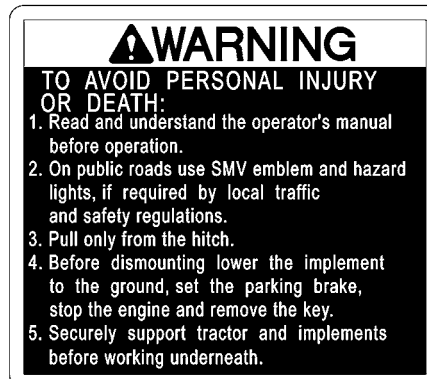 WARNING
TO AVOID PERSONAL INJURY
OR DEATH:
1. Read and understand the operator's manual
before operation.
2. On public roads use SMV emblem and hazard
lights, if required by local traffic
and safety regulations.
3. Pull only from the hitch.
4. Before dismounting lower the implement
to the ground, set the parking brake,
stop the engine and remove the key.
5. Securely support tractor and implements
before working underneath.